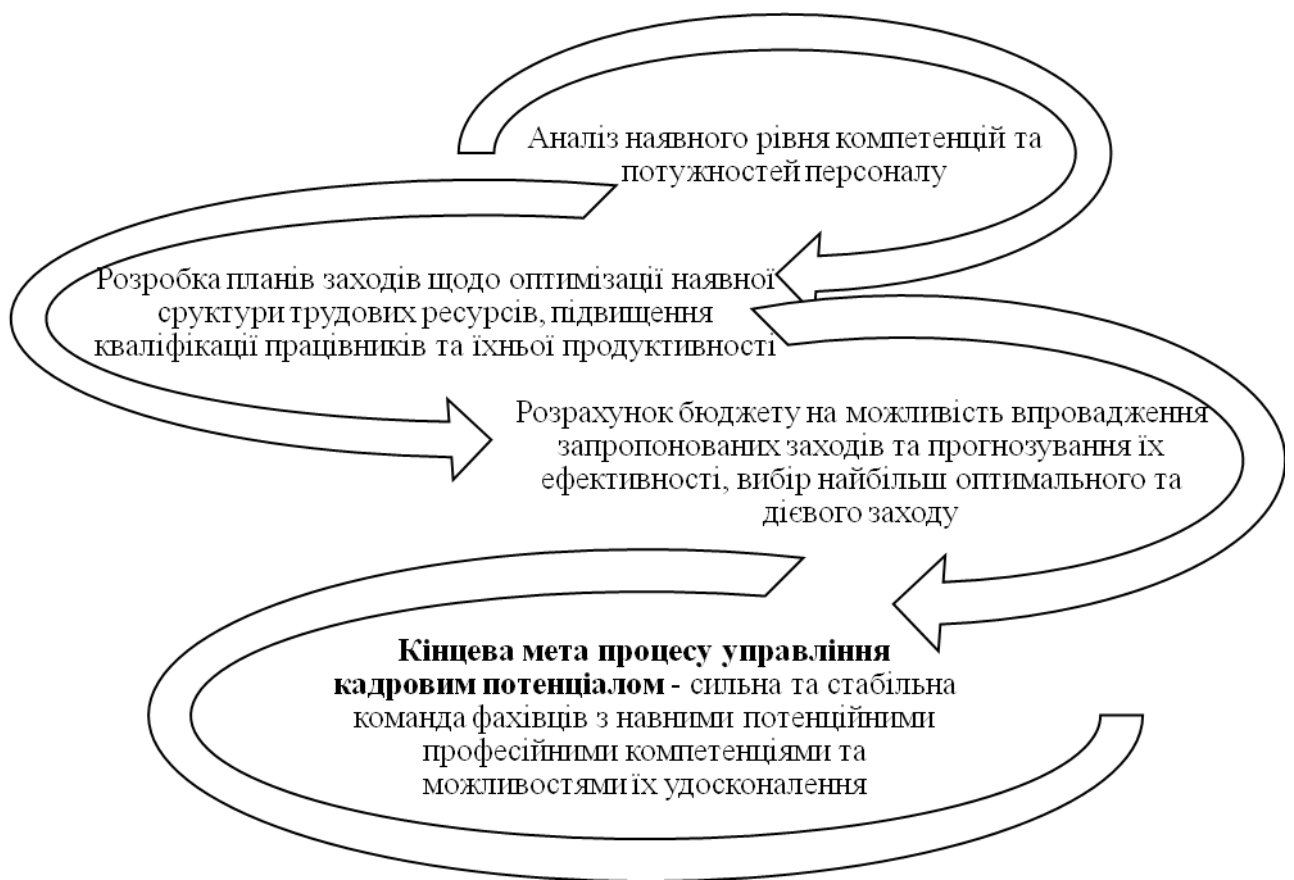 Аналіз наявного рівня компетенцій та
потужностей персоналу
Розробка планів заходів щодо оптимізації наявної
сруктури трудових ресурсів, підвищення
кваліфікації працівників та їхньої продуктивності
Розрахунок бюджету на можливість впровадження
запропонованих заходів та прогнозування їх
ефективності, вибір найбільш оптимального та
дієвого заходу
Кінцева мета процесу управління
кадровим потенціалом - сильна та стабільна
команда фахівців з навними потенційними
професійними компетенціями та
можливостями їх удосконалення